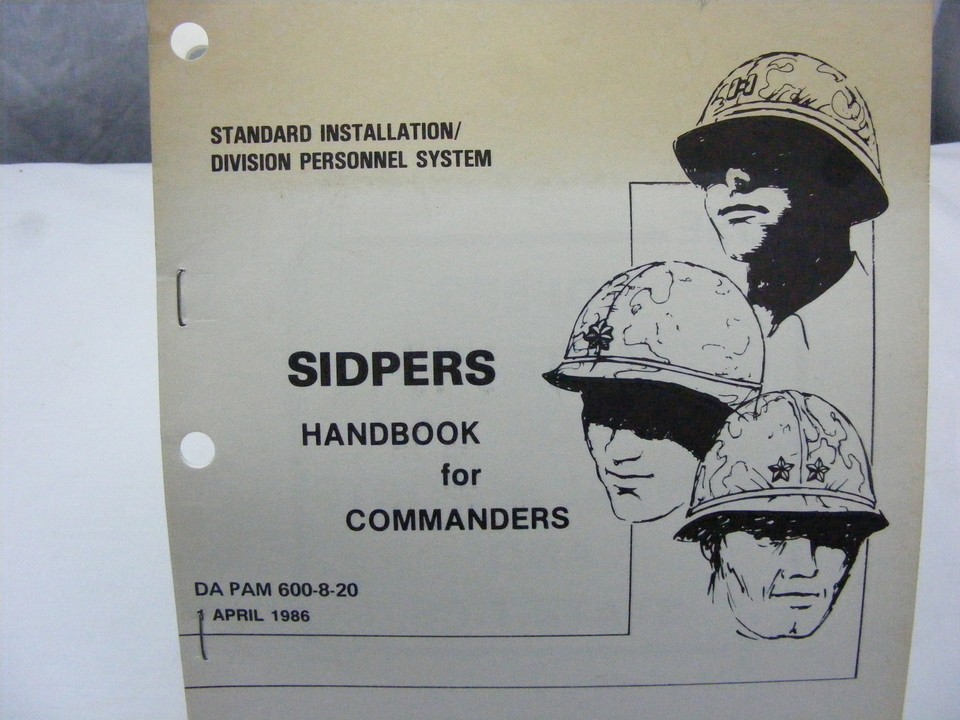 STANDARD INSTALLATION/
DIVISION PERSONNEL SYSTEM
SIDPERS
HANDBOOK
for
COMMANDERS
DA PAM 600-8-20
1 APRIL 1986